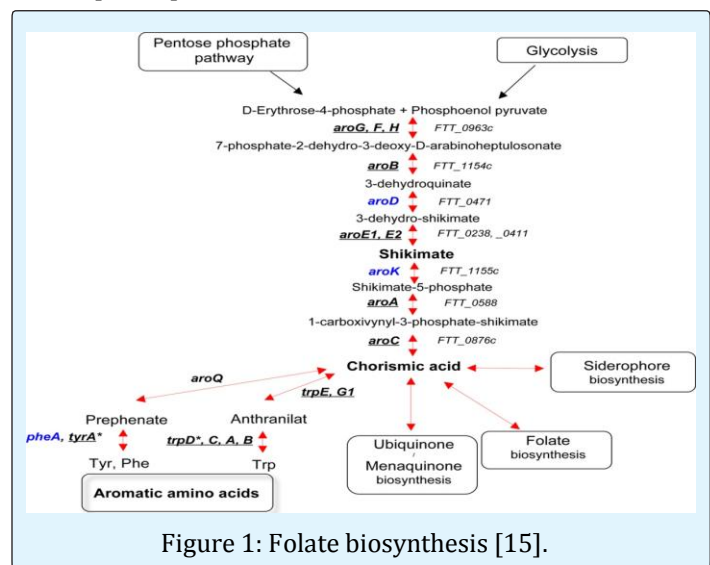 Pentose phosphate
pathway
Glycolysis
D-Erythrose-4-phosphate + Phosphoenol pyruvate
aroG, F, H FTT_0963c
7-phosphate-2-dehydro-3-deoxy-D-arabinoheptulosonate
aroB FTT_1154c
3-dehydroquinate
aroD FTT_0471
3-dehydro-shikimate
aroE1, E2 FTT_0238, _0411
Shikimate
aroK FTT_1155c
Shikimate-5-phosphate
aroA FTT_0588
1-carboxivynyl-3-phosphate-shikimate
aroC FTT_0876c
Chorismic acid
Siderophore
biosynthesis
aroQ
trpE, G1
Prephenate
Anthranilat
pheA, tyrA*
trpD*, C, A, B
Tyr, Phe
Trp
Aromatic amino acids
Ubiquinone
/
Menaquinone
biosynthesis
Folate
biosynthesis
Figure 1: Folate biosynthesis [15].